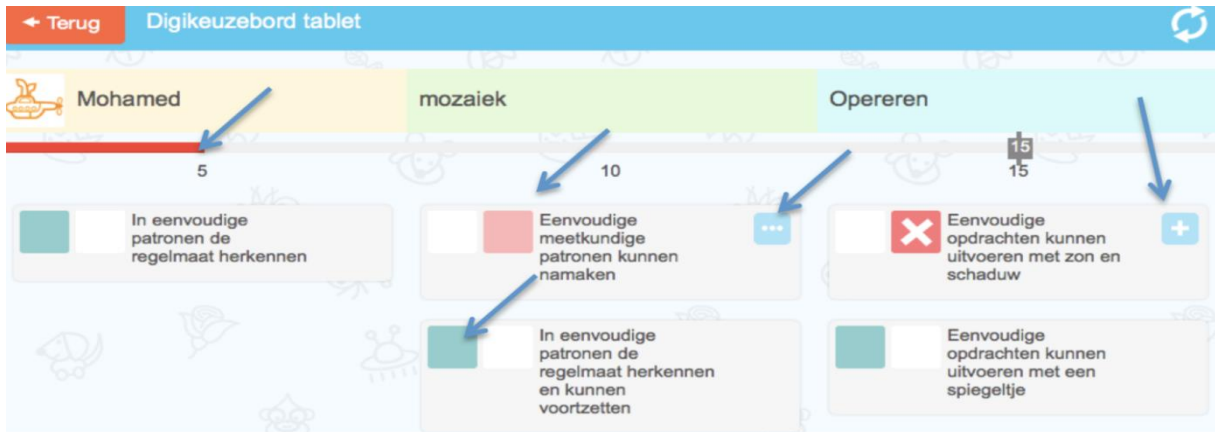 Terug
Digikeuzebord tablet
Mohamed
mozaiek
Opereren
15
5
10
15
In eenvoudige
patronen de
regelmaat herkennen
Eenvoudige
meetkundige
patronen kunnen
namaken
Eenvoudige
opdrachten kunnen
uitvoeren met zon en
schaduw
In eenvoudige
patronen de
regelmaat herkennen
en kunnen
voortzetten
Eenvoudige
opdrachten kunnen
uitvoeren met een
spiegeltje